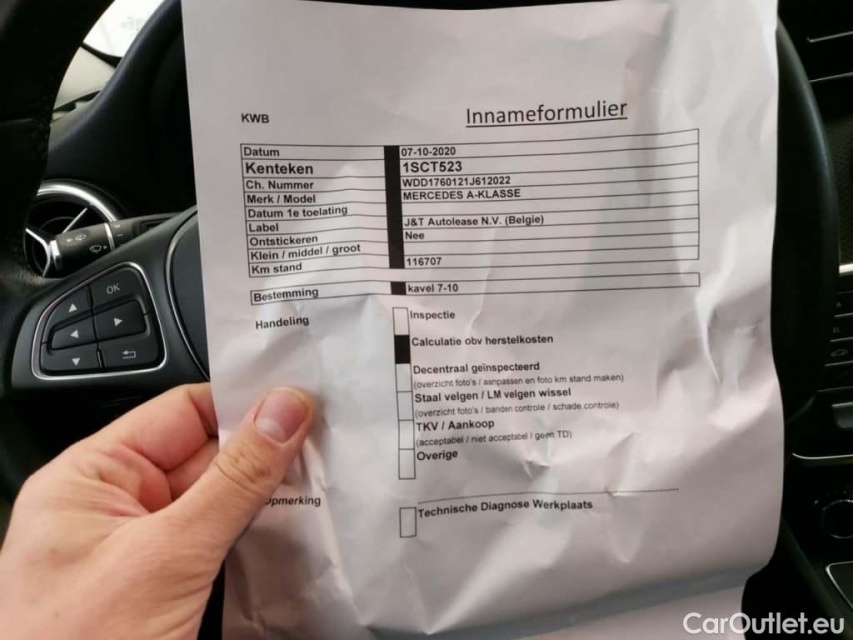 KWB
Innameformulier
Datum 07-10-2020
Kenteken 1SCT523
Ch. Nummer WDD1760121J612022
Merk / Model MERCEDES A-KLASSE
Datum 1e toelating
Label J&T Autolease N.V. (Belgie)
Ontstickeren Nee
Klein / middel / groot
Km stand 116707
Bestemming kavel 7-10
Handeling Inspectie
Calculatie obv herstelkosten
Decentraal geïnspecteerd
(overzicht foto's / aanpassen en foto km stand maken)
Staal velgen / LM velgen wissel
(overzicht foto's / banden controle / schade controle)
TKV / Aankoop
(acceptabel / niet acceptabel / geen TD)
Overige
pmerking
Technische Diagnose Werkplaats
OK
CarOutlet.eu